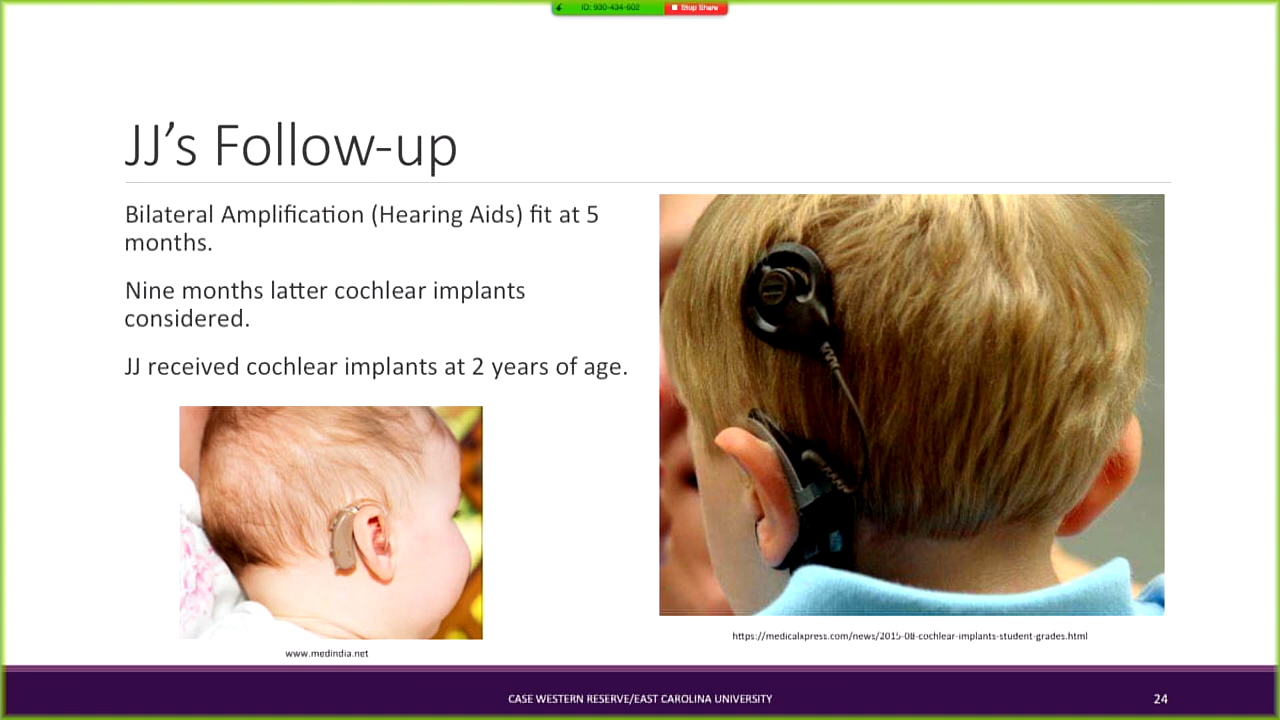 ID: 930-434-602
Stop Share
JJ's Follow-up
Bilateral Amplification (Hearing Aids) fit at 5
months.
Nine months latter cochlear implants
considered.
JJ received cochlear implants at 2 years of age.
https://medicalxpress.com/news/2015-08-cochlear-implants-student-grades.html
www.medindia.net
CASE WESTERN RESERVE/EAST CAROLINA UNIVERSITY
24